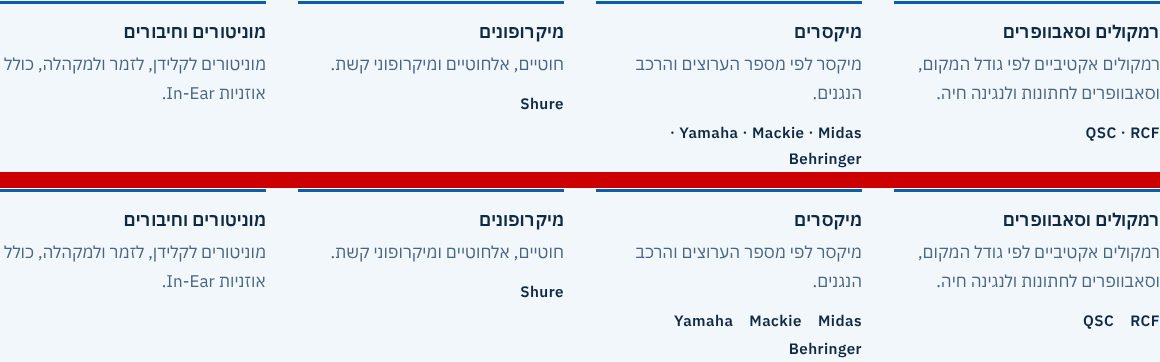 רמקולים וסאבוופרים
רמקולים אקטיביים לפי גודל המקום,
וסאבוופרים לחתונות ולנגינה חיה.
QSC · RCF
מיקסרים
מיקסר לפי מספר הערוצים והרכב
הנגנים.
· Yamaha · Mackie · Midas
Behringer
מיקרופונים
חוטיים, אלחוטיים ומיקרופוני קשת.
Shure
מוניטורים וחיבורים
מוניטורים לקלידן, לזמר ולמקהלה, כולל
אוזניות In-Ear.
רמקולים וסאבוופרים
רמקולים אקטיביים לפי גודל המקום,
וסאבוופרים לחתונות ולנגינה חיה.
QSC RCF
מיקסרים
מיקסר לפי מספר הערוצים והרכב
הנגנים.
Yamaha Mackie Midas
Behringer
מיקרופונים
חוטיים, אלחוטיים ומיקרופוני קשת.
Shure
מוניטורים וחיבורים
מוניטורים לקלידן, לזמר ולמקהלה, כולל
אוזניות In-Ear.